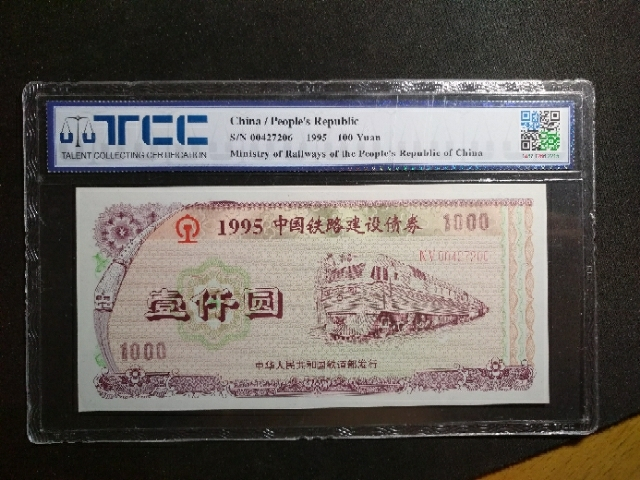 TCC
TALENT COLLECTING CERTIFICATION
China / People's Republic
S/N 00427206 1995 100 Yuan
Ministry of Railways of the People's Republic of China
1995 中国铁路建设债券 1000
NV 00427206
壹仟圆
1000
中华人民共和国铁道部发行